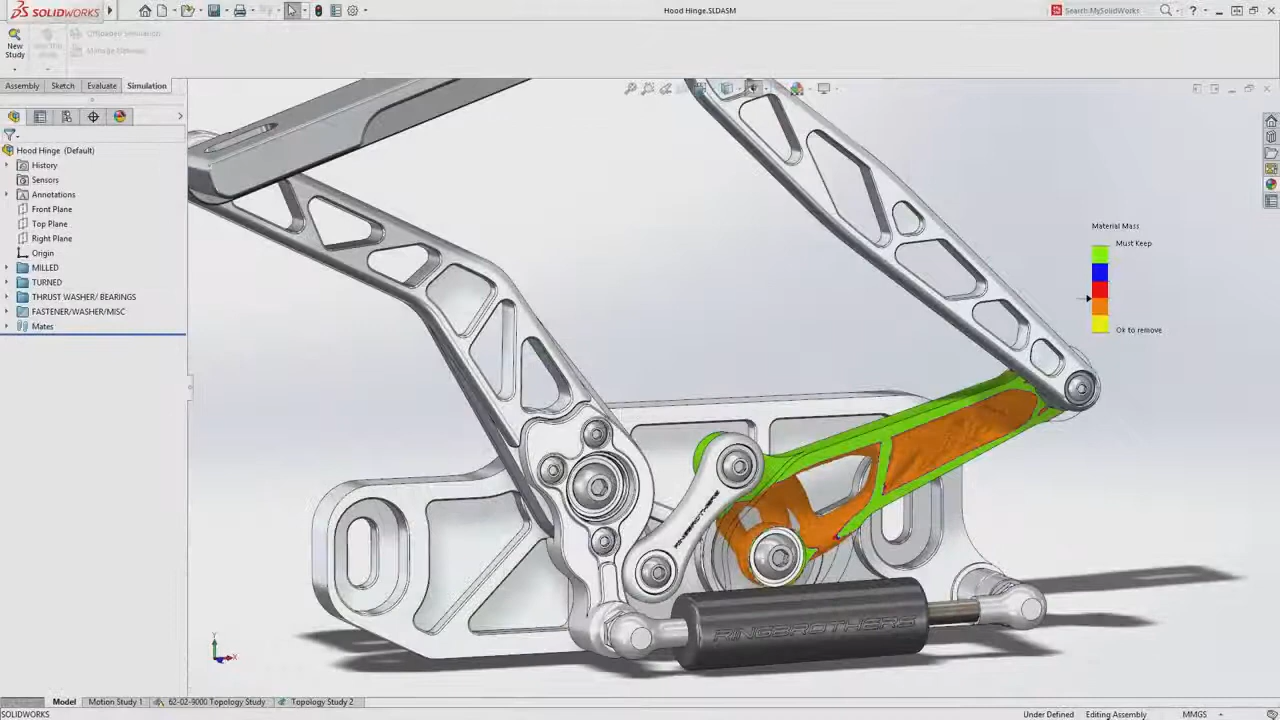 SOLIDWORKS
Hood Hinge.SLDASM
Search MySolidWorks
New
Study
Manage Network
Assembly
Sketch
Evaluate
Simulation
Hood Hinge (Default)
History
Sensors
Annotations
Front Plane
Top Plane
Right Plane
Origin
MILLED
TURNED
THRUST WASHER/ BEARINGS
FASTENER/WASHER/MISC
Mates
Material Mass
Must Keep
Ok to remove
RINGBROTHERS
RINGBROTHERS
Y
X
Model
Motion Study 1
62-02-9000 Topology Study
Topology Study 2
SOLIDWORKS
Under Defined
Editing Assembly
MMGS